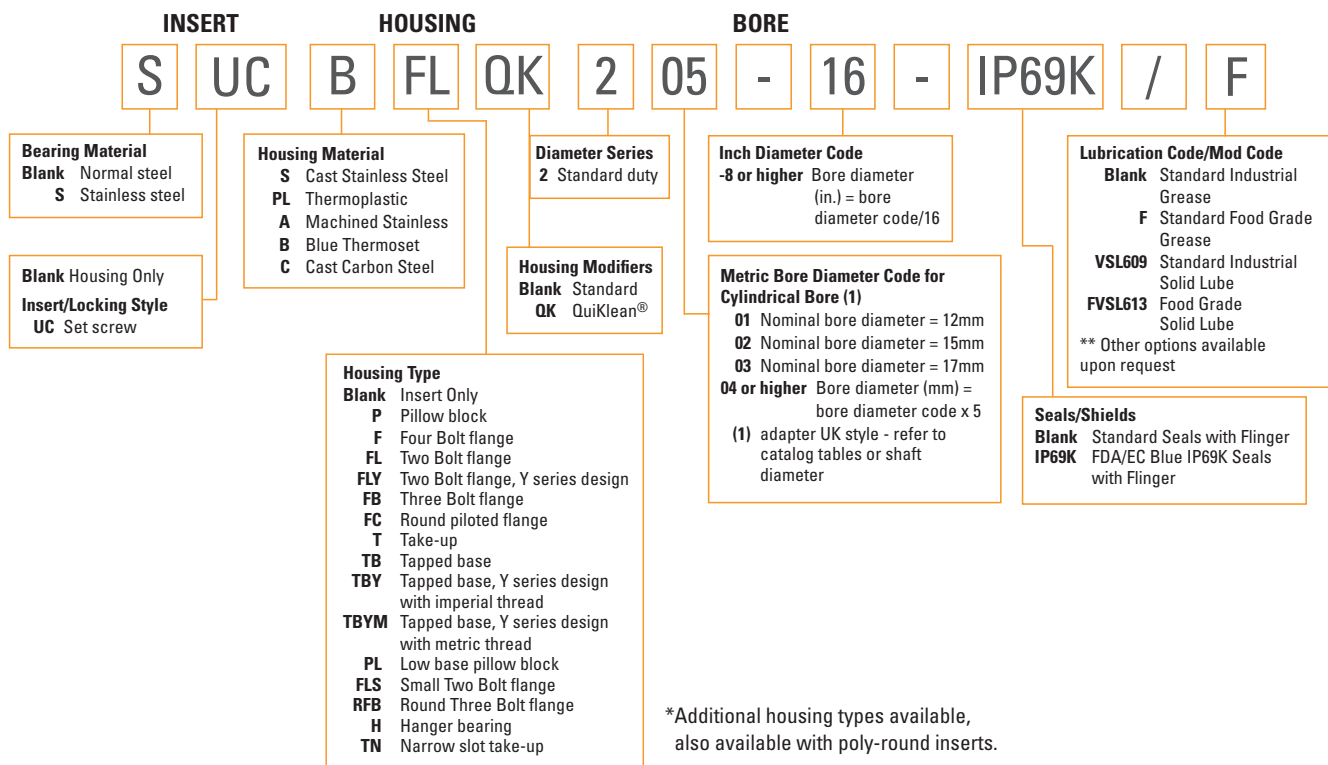 INSERT HOUSING BORE
S UC B FL QK 2 05 - 16 - IP69K / F
Bearing Material
Blank Normal steel
S Stainless steel
Blank Housing Only
Insert/Locking Style
UC Set screw
Housing Material
S Cast Stainless Steel
PL Thermoplastic
A Machined Stainless
B Blue Thermoset
C Cast Carbon Steel
Housing Type
Blank Insert Only
P Pillow block
F Four Bolt flange
FL Two Bolt flange
FLY Two Bolt flange, Y series design
FB Three Bolt flange
FC Round piloted flange
T Take-up
TB Tapped base
TBY Tapped base, Y series design
with imperial thread
TBYM Tapped base, Y series design
with metric thread
PL Low base pillow block
FLS Small Two Bolt flange
RFB Round Three Bolt flange
H Hanger bearing
TN Narrow slot take-up
Housing Modifiers
Blank Standard
QK QuiKlean®
Diameter Series
2 Standard duty
Inch Diameter Code
-8 or higher Bore diameter
(in.) = bore
diameter code/16
Metric Bore Diameter Code for
Cylindrical Bore (1)
01 Nominal bore diameter = 12mm
02 Nominal bore diameter = 15mm
03 Nominal bore diameter = 17mm
04 or higher Bore diameter (mm) =
bore diameter code x 5
(1) adapter UK style - refer to
catalog tables or shaft
diameter
Lubrication Code/Mod Code
Blank Standard Industrial
Grease
F Standard Food Grade
Grease
VSL609 Standard Industrial
Solid Lube
FVSL613 Food Grade
Solid Lube
** Other options available
upon request
Seals/Shields
Blank Standard Seals with Flinger
IP69K FDA/EC Blue IP69K Seals
with Flinger
*Additional housing types available,
also available with poly-round inserts.